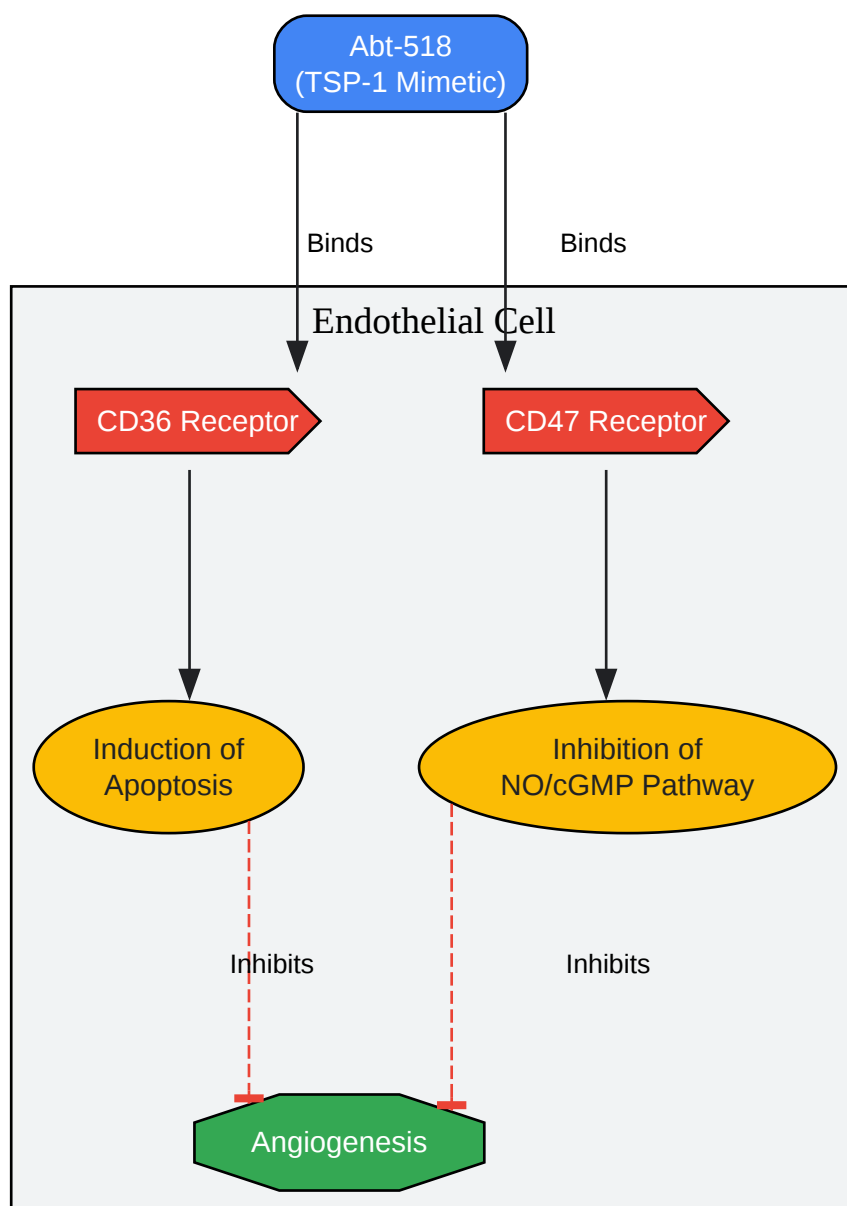 Abt-518
(TSP-1 Mimetic)
Binds
Binds
Endothelial Cell
CD36 Receptor
CD47 Receptor
Induction of
Apoptosis
Inhibition of
NO/cGMP Pathway
Inhibits
Inhibits
Angiogenesis